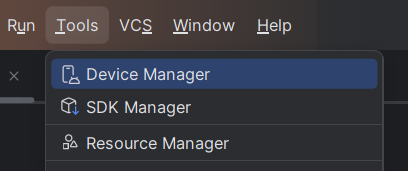 Run Tools VCS Window Help
Device Manager
SDK Manager
Resource Manager